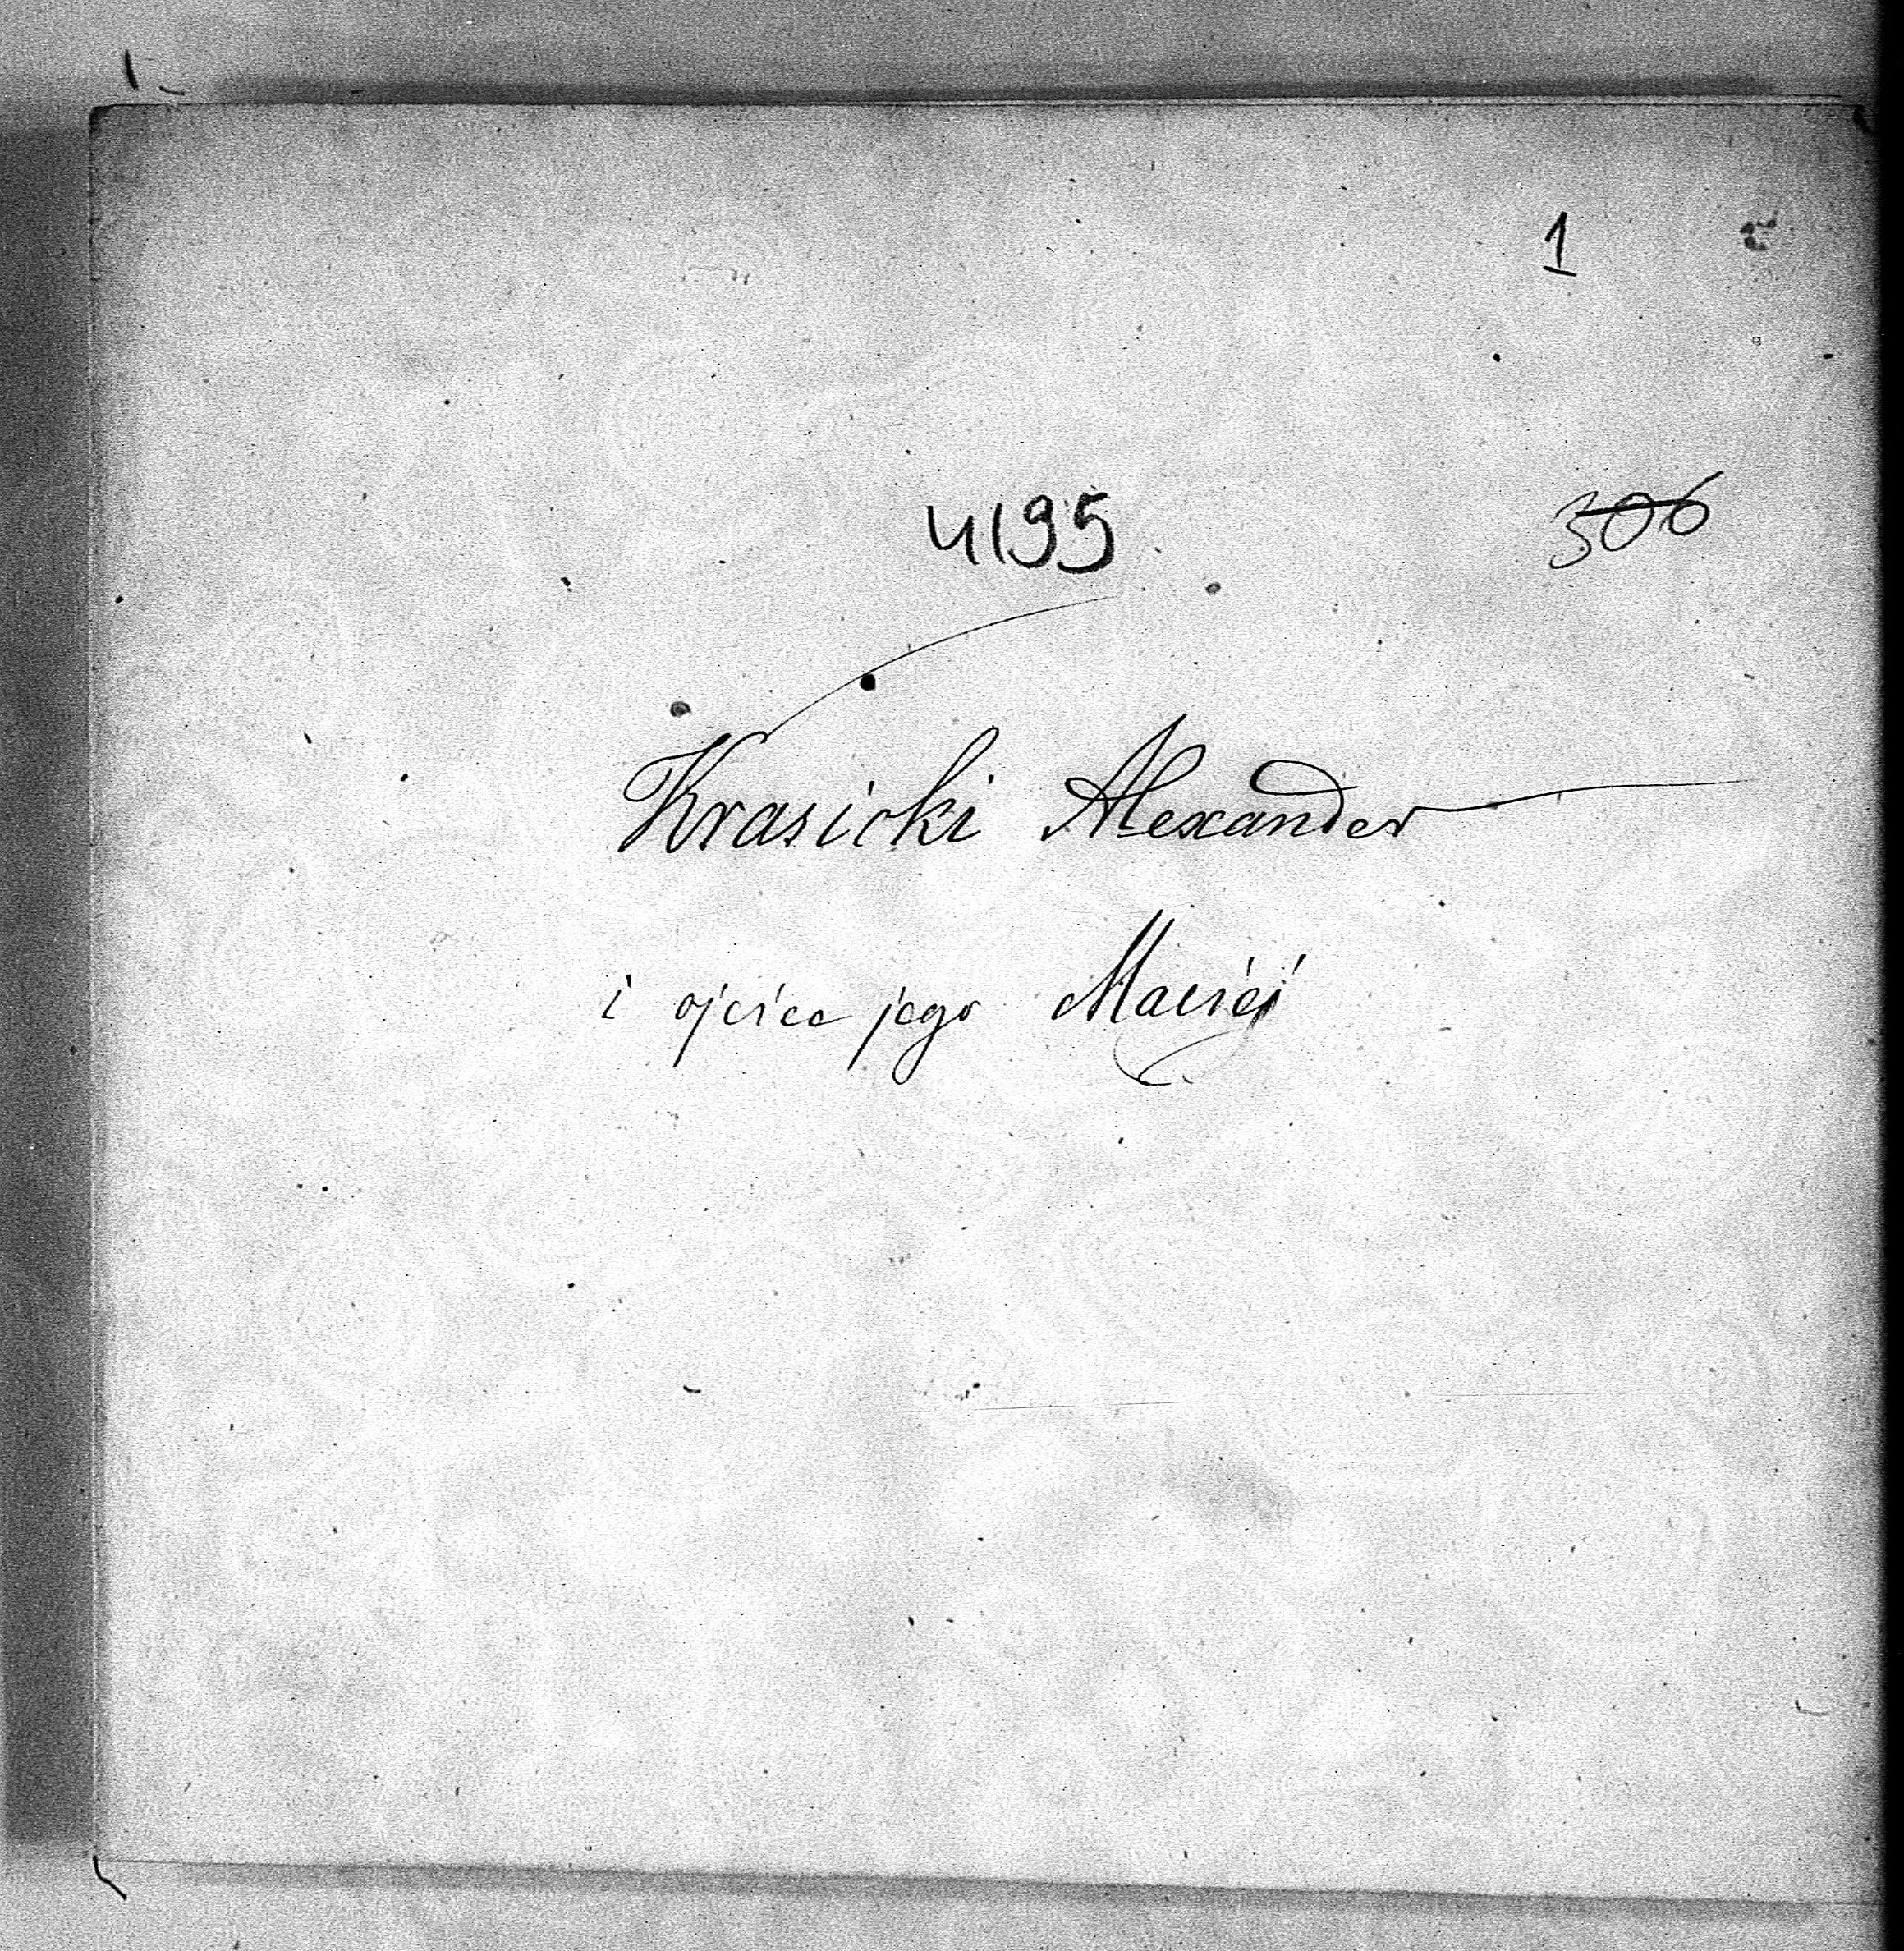 1
4195
306
Krasicki Alexander
i ojciec jego Maciéj